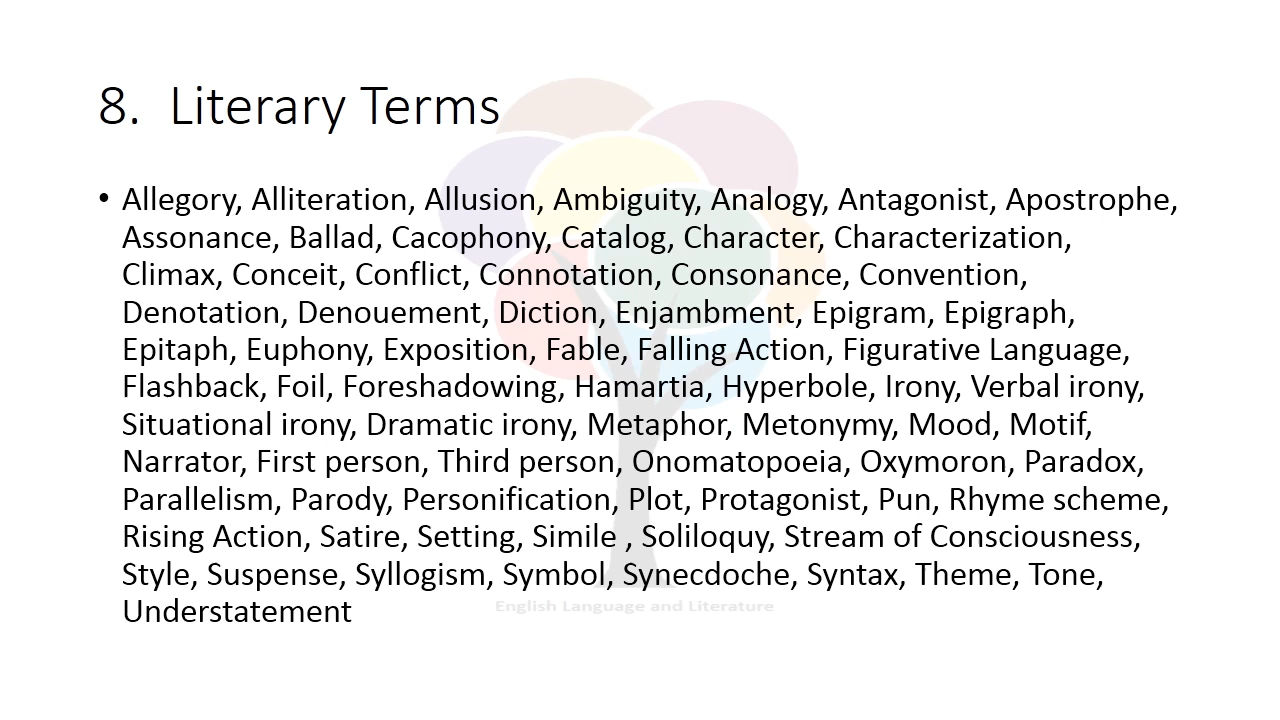 8. Literary Terms
• Allegory, Alliteration, Allusion, Ambiguity, Analogy, Antagonist, Apostrophe,
Assonance, Ballad, Cacophony, Catalog, Character, Characterization,
Climax, Conceit, Conflict, Connotation, Consonance, Convention,
Denotation, Denouement, Diction, Enjambment, Epigram, Epigraph,
Epitaph, Euphony, Exposition, Fable, Falling Action, Figurative Language,
Flashback, Foil, Foreshadowing, Hamartia, Hyperbole, Irony, Verbal irony,
Situational irony, Dramatic irony, Metaphor, Metonymy, Mood, Motif,
Narrator, First person, Third person, Onomatopoeia, Oxymoron, Paradox,
Parallelism, Parody, Personification, Plot, Protagonist, Pun, Rhyme scheme,
Rising Action, Satire, Setting, Simile , Soliloquy, Stream of Consciousness,
Style, Suspense, Syllogism, Symbol, Synecdoche, Syntax, Theme, Tone,
Understatement
English Language and Literature